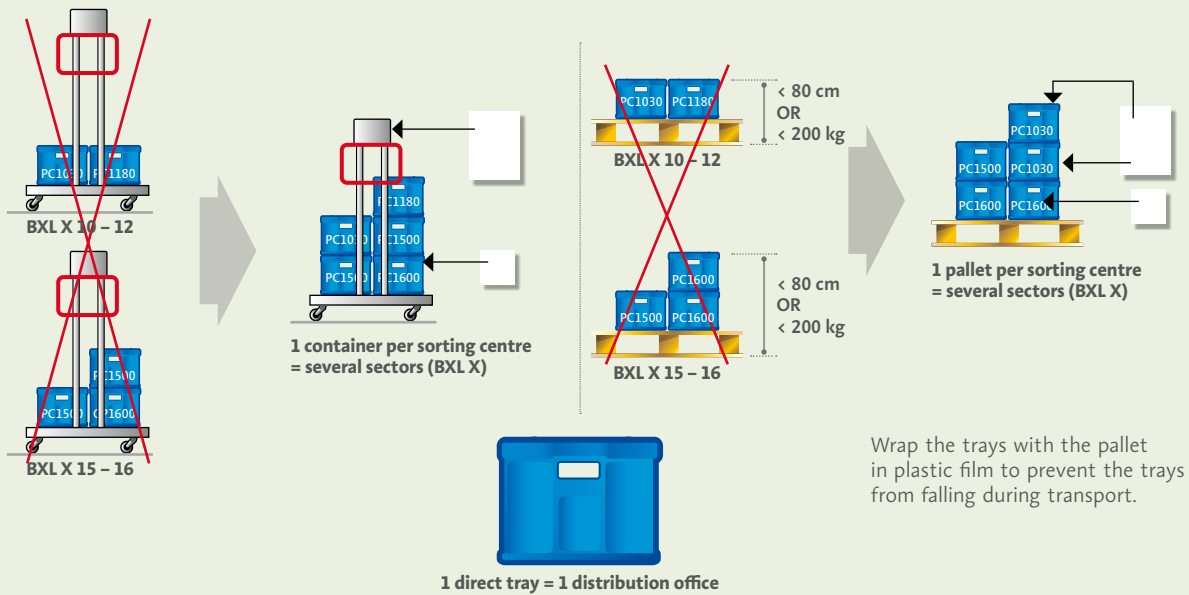 PC1030 PC1180
BXL X 10 – 12
PC1500
PC1500 CP1600
BXL X 15 – 16
PC1180
PC1030 PC1500
PC1500 PC1600
1 container per sorting centre
= several sectors (BXL X)
PC1030 PC1180
BXL X 10 – 12
< 80 cm
OR
< 200 kg
PC1600
PC1500 PC1600
BXL X 15 – 16
< 80 cm
OR
< 200 kg
PC1030
PC1500 PC1030
PC1600 PC1600
1 pallet per sorting centre
= several sectors (BXL X)
Wrap the trays with the pallet
in plastic film to prevent the trays
from falling during transport.
1 direct tray = 1 distribution office